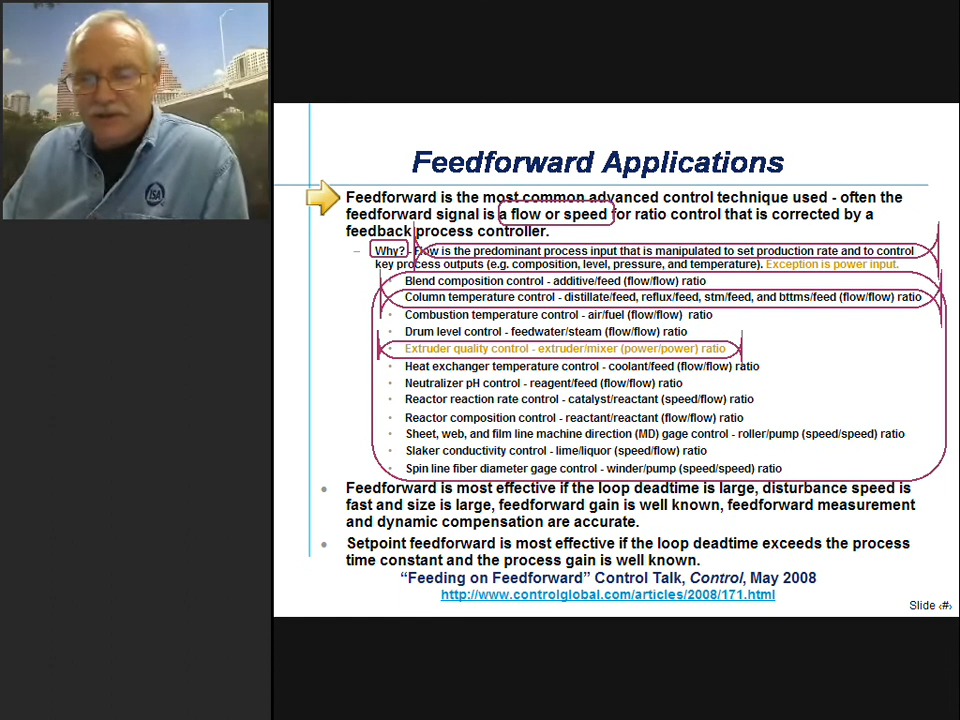 ISA
Feedforward Applications
Feedforward is the most common advanced control technique used - often the
feedforward signal is a flow or speed for ratio control that is corrected by a
feedback process controller.
– Why? - Flow is the predominant process input that is manipulated to set production rate and to control
key process outputs (e.g. composition, level, pressure, and temperature). Exception is power input.
• Blend composition control - additive/feed (flow/flow) ratio
• Column temperature control - distillate/feed, reflux/feed, stm/feed, and bttms/feed (flow/flow) ratio
• Combustion temperature control - air/fuel (flow/flow) ratio
• Drum level control - feedwater/steam (flow/flow) ratio
• Extruder quality control - extruder/mixer (power/power) ratio
• Heat exchanger temperature control - coolant/feed (flow/flow) ratio
• Neutralizer pH control - reagent/feed (flow/flow) ratio
• Reactor reaction rate control - catalyst/reactant (speed/flow) ratio
• Reactor composition control - reactant/reactant (flow/flow) ratio
• Sheet, web, and film line machine direction (MD) gage control - roller/pump (speed/speed) ratio
• Slaker conductivity control - lime/liquor (speed/flow) ratio
• Spin line fiber diameter gage control - winder/pump (speed/speed) ratio
• Feedforward is most effective if the loop deadtime is large, disturbance speed is
fast and size is large, feedforward gain is well known, feedforward measurement
and dynamic compensation are accurate.
• Setpoint feedforward is most effective if the loop deadtime exceeds the process
time constant and the process gain is well known.
“Feeding on Feedforward” Control Talk, Control, May 2008
http://www.controlglobal.com/articles/2008/171.html
Slide ‹#›